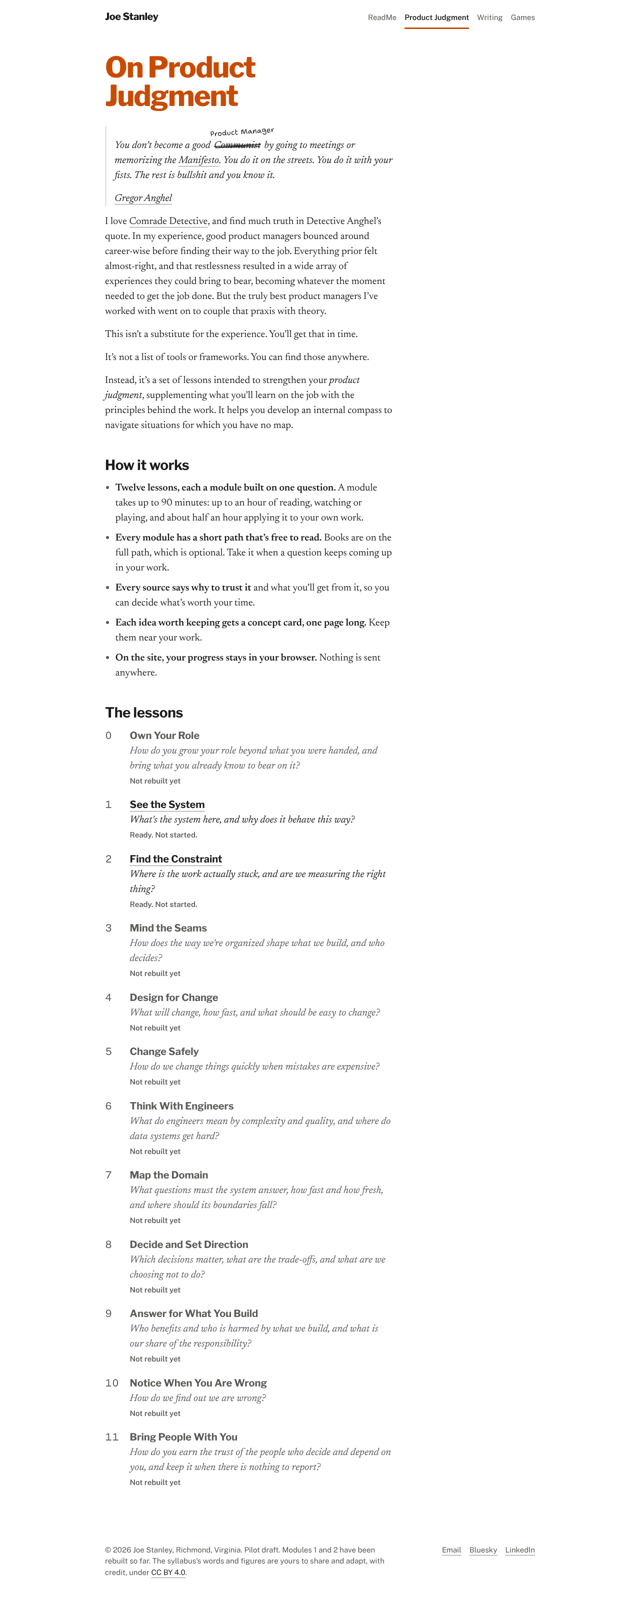 Joe Stanley
ReadMe Product Judgment Writing Games
On Product
Judgment
Product Manager
You don't become a good Communist by going to meetings or
memorizing the Manifesto. You do it on the streets. You do it with your
fists. The rest is bullshit and you know it.
Gregor Anghel
I love Comrade Detective, and find much truth in Detective Anghel's
quote. In my experience, good product managers bounced around
career-wise before finding their way to the job. Everything prior felt
almost-right, and that restlessness resulted in a wide array of
experiences they could bring to bear, becoming whatever the moment
needed to get the job done. But the truly best product managers I've
worked with went on to couple that praxis with theory.
This isn't a substitute for the experience. You'll get that in time.
It's not a list of tools or frameworks. You can find those anywhere.
Instead, it's a set of lessons intended to strengthen your product
judgment, supplementing what you'll learn on the job with the
principles behind the work. It helps you develop an internal compass to
navigate situations for which you have no map.
How it works
• Twelve lessons, each a module built on one question. A module
takes up to 90 minutes: up to an hour of reading, watching or
playing, and about half an hour applying it to your own work.
• Every module has a short path that's free to read. Books are on the
full path, which is optional. Take it when a question keeps coming up
in your work.
• Every source says why to trust it and what you'll get from it, so you
can decide what's worth your time.
• Each idea worth keeping gets a concept card, one page long. Keep
them near your work.
• On the site, your progress stays in your browser. Nothing is sent
anywhere.
The lessons
0 Own Your Role
How do you grow your role beyond what you were handed, and
bring what you already know to bear on it?
Not rebuilt yet
1 See the System
What's the system here, and why does it behave this way?
Ready. Not started.
2 Find the Constraint
Where is the work actually stuck, and are we measuring the right
thing?
Ready. Not started.
3 Mind the Seams
How does the way we're organized shape what we build, and who
decides?
Not rebuilt yet
4 Design for Change
What will change, how fast, and what should be easy to change?
Not rebuilt yet
5 Change Safely
How do we change things quickly when mistakes are expensive?
Not rebuilt yet
6 Think With Engineers
What do engineers mean by complexity and quality, and where do
data systems get hard?
Not rebuilt yet
7 Map the Domain
What questions must the system answer, how fast and how fresh,
and where should its boundaries fall?
Not rebuilt yet
8 Decide and Set Direction
Which decisions matter, what are the trade-offs, and what are we
choosing not to do?
Not rebuilt yet
9 Answer for What You Build
Who benefits and who is harmed by what we build, and what is
our share of the responsibility?
Not rebuilt yet
10 Notice When You Are Wrong
How do we find out we are wrong?
Not rebuilt yet
11 Bring People With You
How do you earn the trust of the people who decide and depend on
you, and keep it when there is nothing to report?
Not rebuilt yet
© 2026 Joe Stanley, Richmond, Virginia. Pilot draft. Modules 1 and 2 have been
rebuilt so far. The syllabus's words and figures are yours to share and adapt, with
credit, under CC BY 4.0.
Email Bluesky LinkedIn